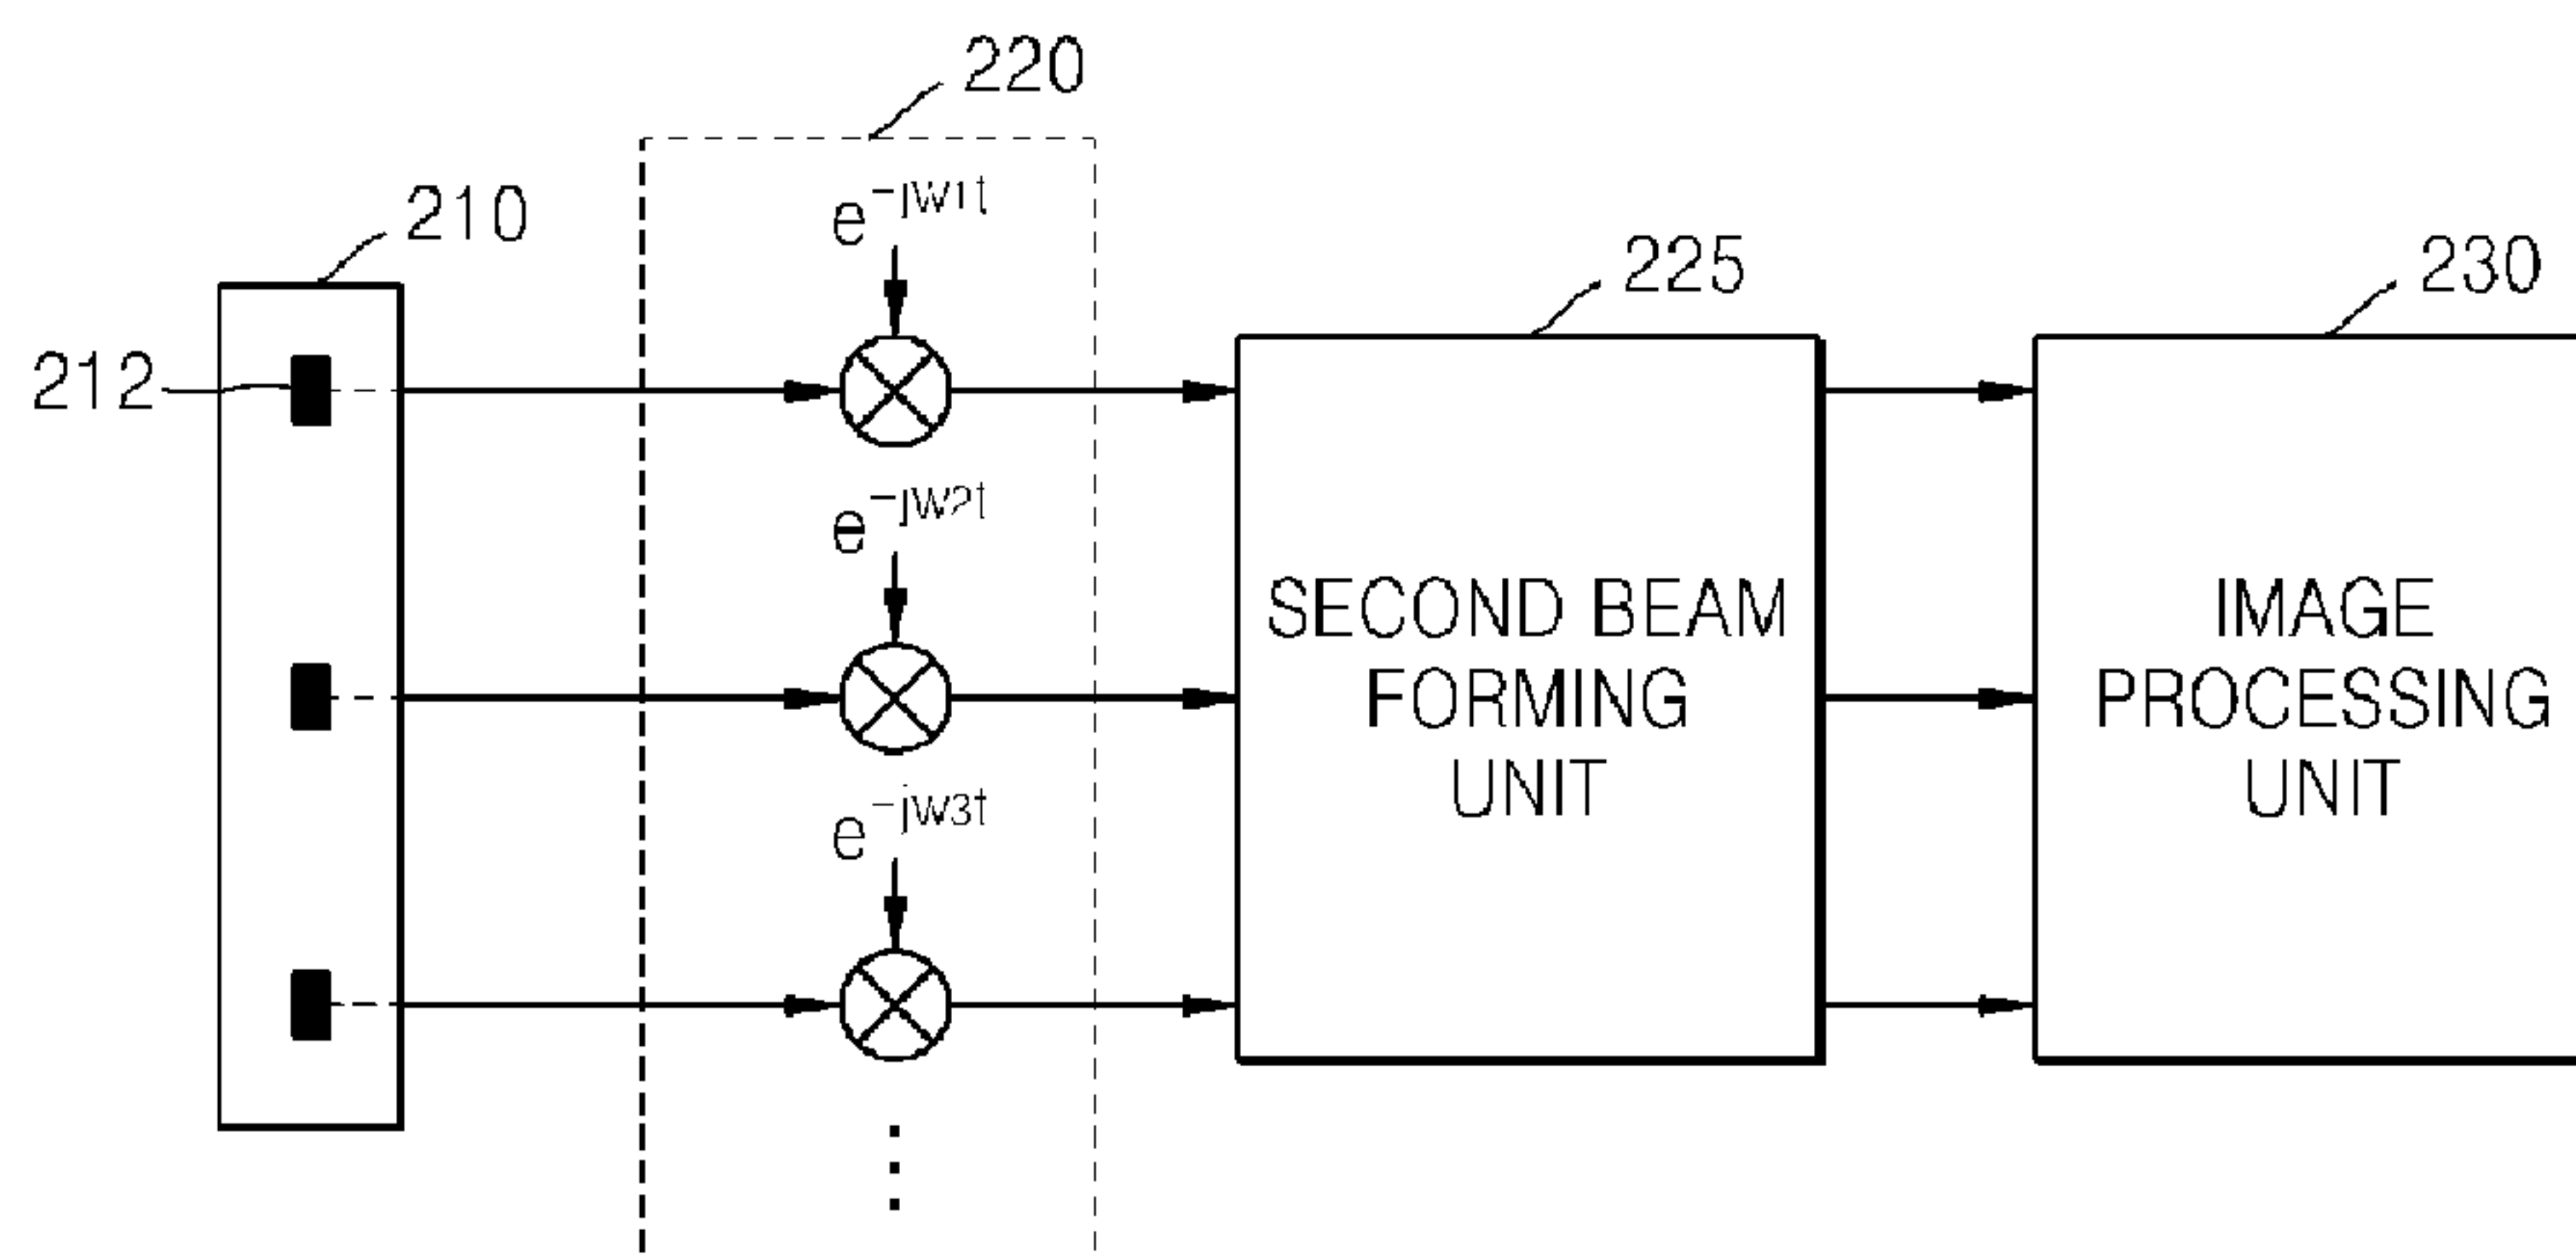 220
e^-jw1t
210
225
230
212
e^-jw2t
SECOND BEAM
FORMING
UNIT
IMAGE
PROCESSING
UNIT
e^-jw3t